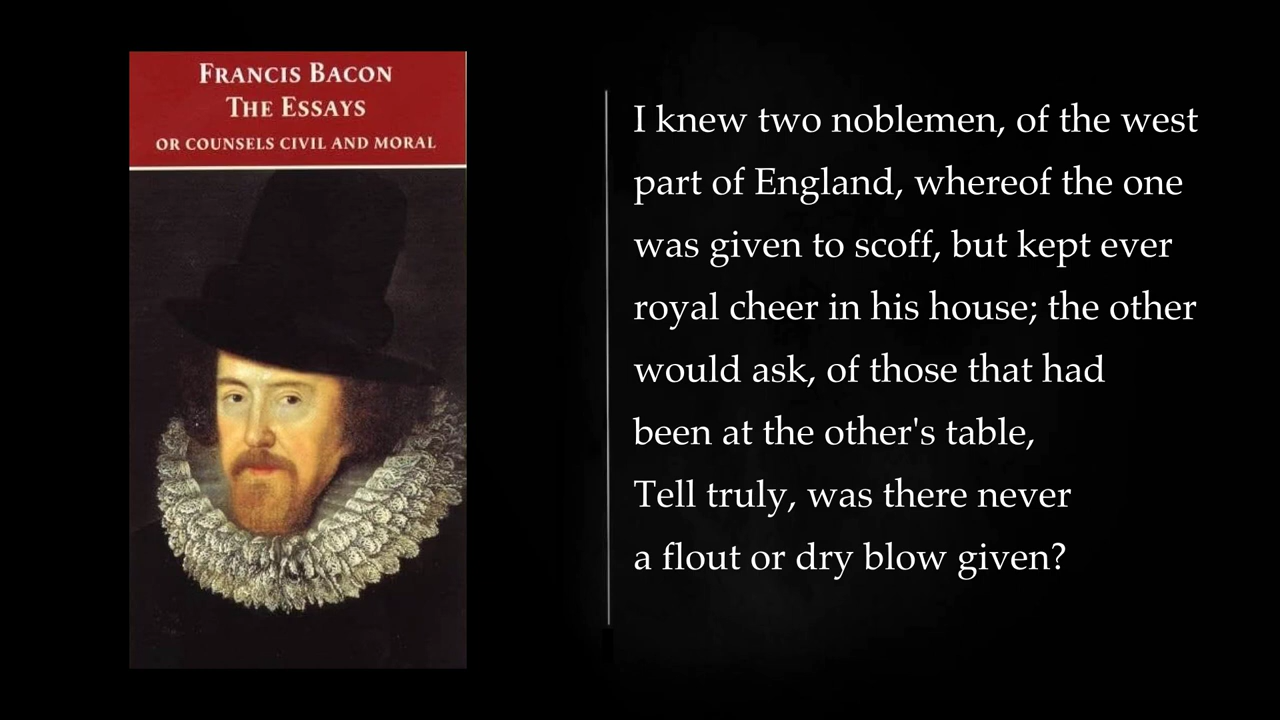 FRANCIS BACON
THE ESSAYS
OR COUNSELS CIVIL AND MORAL
I knew two noblemen, of the west
part of England, whereof the one
was given to scoff, but kept ever
royal cheer in his house; the other
would ask, of those that had
been at the other's table,
Tell truly, was there never
a flout or dry blow given?